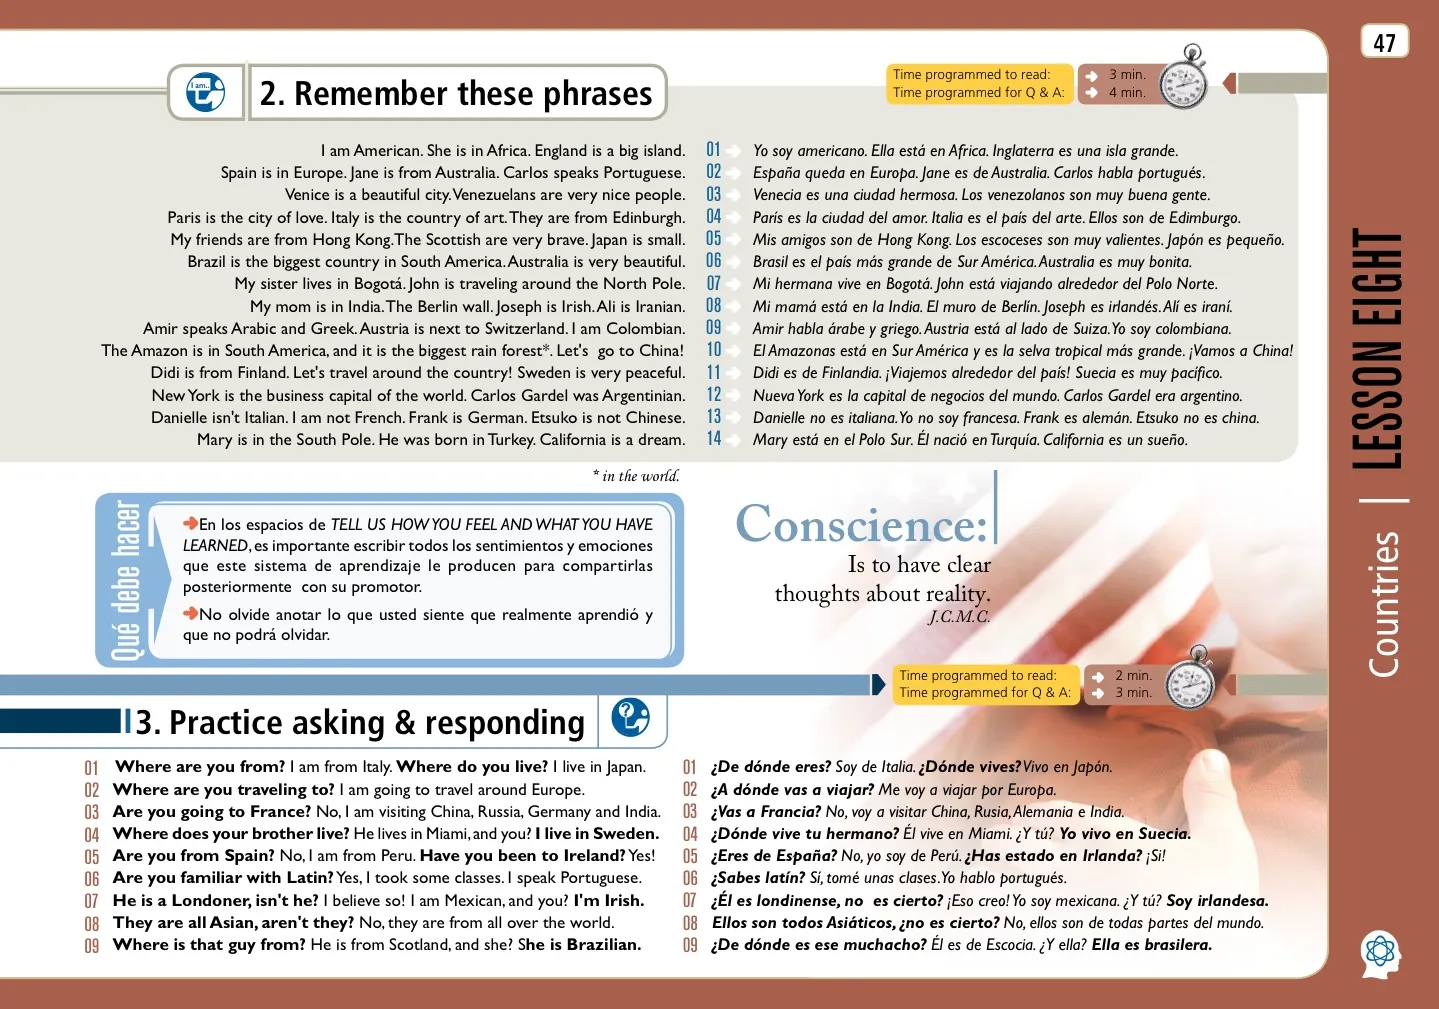 47
I am...
2. Remember these phrases
Time programmed to read: 3 min.
Time programmed for Q & A: 4 min.
I am American. She is in Africa. England is a big island. 01 Yo soy americano. Ella está en Africa. Inglaterra es una isla grande.
Spain is in Europe. Jane is from Australia. Carlos speaks Portuguese. 02 España queda en Europa. Jane es de Australia. Carlos habla portugués.
Venice is a beautiful city. Venezuelans are very nice people. 03 Venecia es una ciudad hermosa. Los venezolanos son muy buena gente.
Paris is the city of love. Italy is the country of art. They are from Edinburgh. 04 París es la ciudad del amor. Italia es el país del arte. Ellos son de Edimburgo.
My friends are from Hong Kong. The Scottish are very brave. Japan is small. 05 Mis amigos son de Hong Kong. Los escoceses son muy valientes. Japón es pequeño.
Brazil is the biggest country in South America. Australia is very beautiful. 06 Brasil es el país más grande de Sur América. Australia es muy bonita.
My sister lives in Bogotá. John is traveling around the North Pole. 07 Mi hermana vive en Bogotá. John está viajando alrededor del Polo Norte.
My mom is in India. The Berlin wall. Joseph is Irish. Ali is Iranian. 08 Mi mamá está en la India. El muro de Berlín. Joseph es irlandés. Alí es iraní.
Amir speaks Arabic and Greek. Austria is next to Switzerland. I am Colombian. 09 Amir habla árabe y griego. Austria está al lado de Suiza. Yo soy colombiana.
The Amazon is in South America, and it is the biggest rain forest*. Let's go to China! 10 El Amazonas está en Sur América y es la selva tropical más grande. ¡Vamos a China!
Didi is from Finland. Let's travel around the country! Sweden is very peaceful. 11 Didi es de Finlandia. ¡Viajemos alrededor del país! Suecia es muy pacífico.
New York is the business capital of the world. Carlos Gardel was Argentinian. 12 Nueva York es la capital de negocios del mundo. Carlos Gardel era argentino.
Danielle isn't Italian. I am not French. Frank is German. Etsuko is not Chinese. 13 Danielle no es italiana. Yo no soy francesa. Frank es alemán. Etsuko no es china.
Mary is in the South Pole. He was born in Turkey. California is a dream. 14 Mary está en el Polo Sur. Él nació en Turquía. California es un sueño.
* in the world.
Qué debe hacer
En los espacios de TELL US HOW YOU FEEL AND WHAT YOU HAVE
LEARNED, es importante escribir todos los sentimientos y emociones
que este sistema de aprendizaje le producen para compartirlas
posteriormente con su promotor.
No olvide anotar lo que usted siente que realmente aprendió y
que no podrá olvidar.
Conscience:
Is to have clear
thoughts about reality.
J.C.M.C.
Time programmed to read: 2 min.
Time programmed for Q & A: 3 min.
3. Practice asking & responding
?
01 Where are you from? I am from Italy. Where do you live? I live in Japan.
02 Where are you traveling to? I am going to travel around Europe.
03 Are you going to France? No, I am visiting China, Russia, Germany and India.
04 Where does your brother live? He lives in Miami, and you? I live in Sweden.
05 Are you from Spain? No, I am from Peru. Have you been to Ireland? Yes!
06 Are you familiar with Latin? Yes, I took some classes. I speak Portuguese.
07 He is a Londoner, isn't he? I believe so! I am Mexican, and you? I'm Irish.
08 They are all Asian, aren't they? No, they are from all over the world.
09 Where is that guy from? He is from Scotland, and she? She is Brazilian.
01 ¿De dónde eres? Soy de Italia. ¿Dónde vives? Vivo en Japón.
02 ¿A dónde vas a viajar? Me voy a viajar por Europa.
03 ¿Vas a Francia? No, voy a visitar China, Rusia, Alemania e India.
04 ¿Dónde vive tu hermano? Él vive en Miami. ¿Y tú? Yo vivo en Suecia.
05 ¿Eres de España? No, yo soy de Perú. ¿Has estado en Irlanda? ¡Si!
06 ¿Sabes latín? Sí, tomé unas clases. Yo hablo portugués.
07 ¿Él es londinense, no es cierto? ¡Eso creo! Yo soy mexicana. ¿Y tú? Soy irlandesa.
08 Ellos son todos Asiáticos, ¿no es cierto? No, ellos son de todas partes del mundo.
09 ¿De dónde es ese muchacho? Él es de Escocia. ¿Y ella? Ella es brasilera.
Countries | LESSON EIGHT